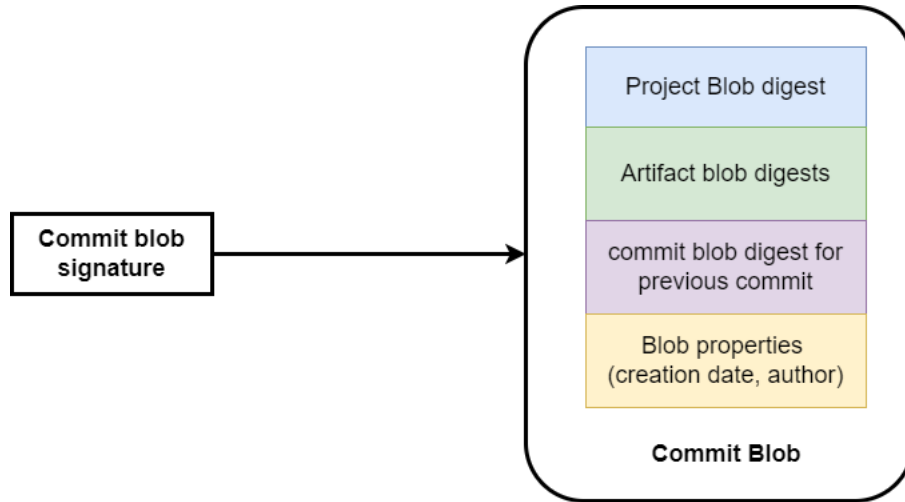 Project Blob digest
Artifact blob digests
Commit blob
signature
commit blob digest for
previous commit
Blob properties
(creation date, author)
Commit Blob